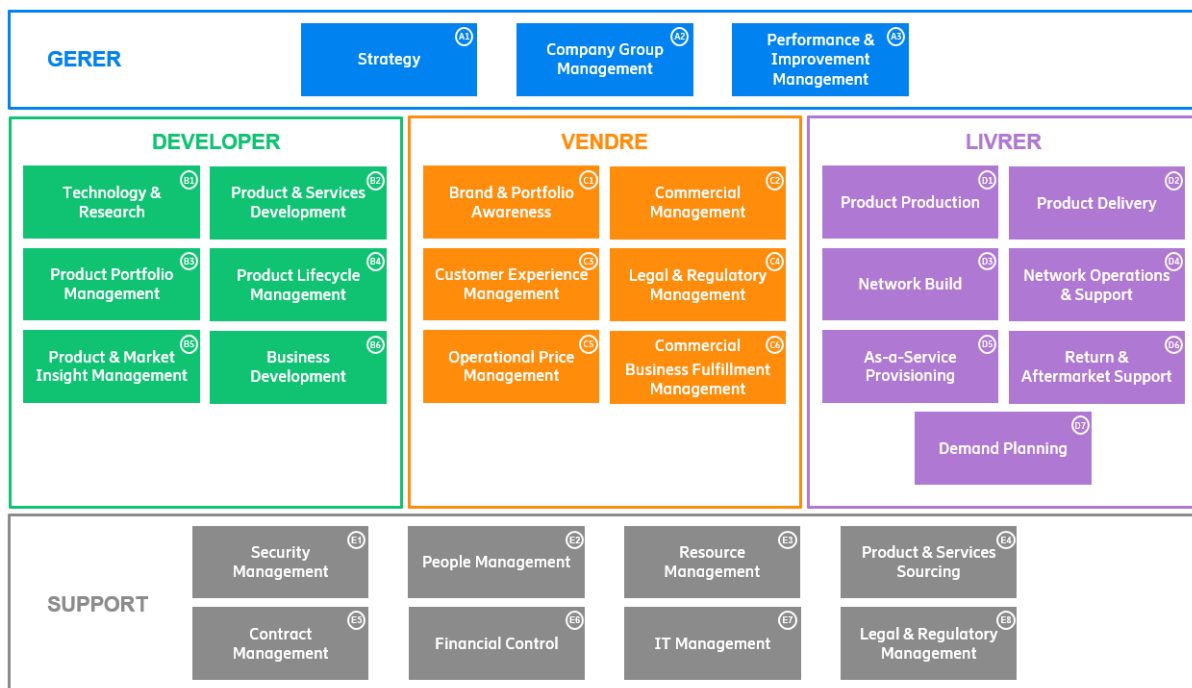 GERER
Strategy
A1
Company Group
Management
A2
Performance &
Improvement
Management
A3
DEVELOPER
Technology &
Research
B1
Product & Services
Development
B2
Product Portfolio
Management
B3
Product Lifecycle
Management
B4
Product & Market
Insight Management
B5
Business
Development
B6
VENDRE
Brand & Portfolio
Awareness
C1
Commercial
Management
C2
Customer Experience
Management
C3
Legal & Regulatory
Management
C4
Operational Price
Management
C5
Commercial
Business Fulfillment
Management
C6
LIVRER
Product Production
D1
Product Delivery
D2
Network Build
D3
Network Operations
& Support
D4
As-a-Service
Provisioning
D5
Return &
Aftermarket Support
D6
Demand Planning
D7
SUPPORT
Security
Management
E1
People Management
E2
Resource
Management
E3
Product & Services
Sourcing
E4
Contract
Management
E5
Financial Control
E6
IT Management
E7
Legal & Regulatory
Management
E8